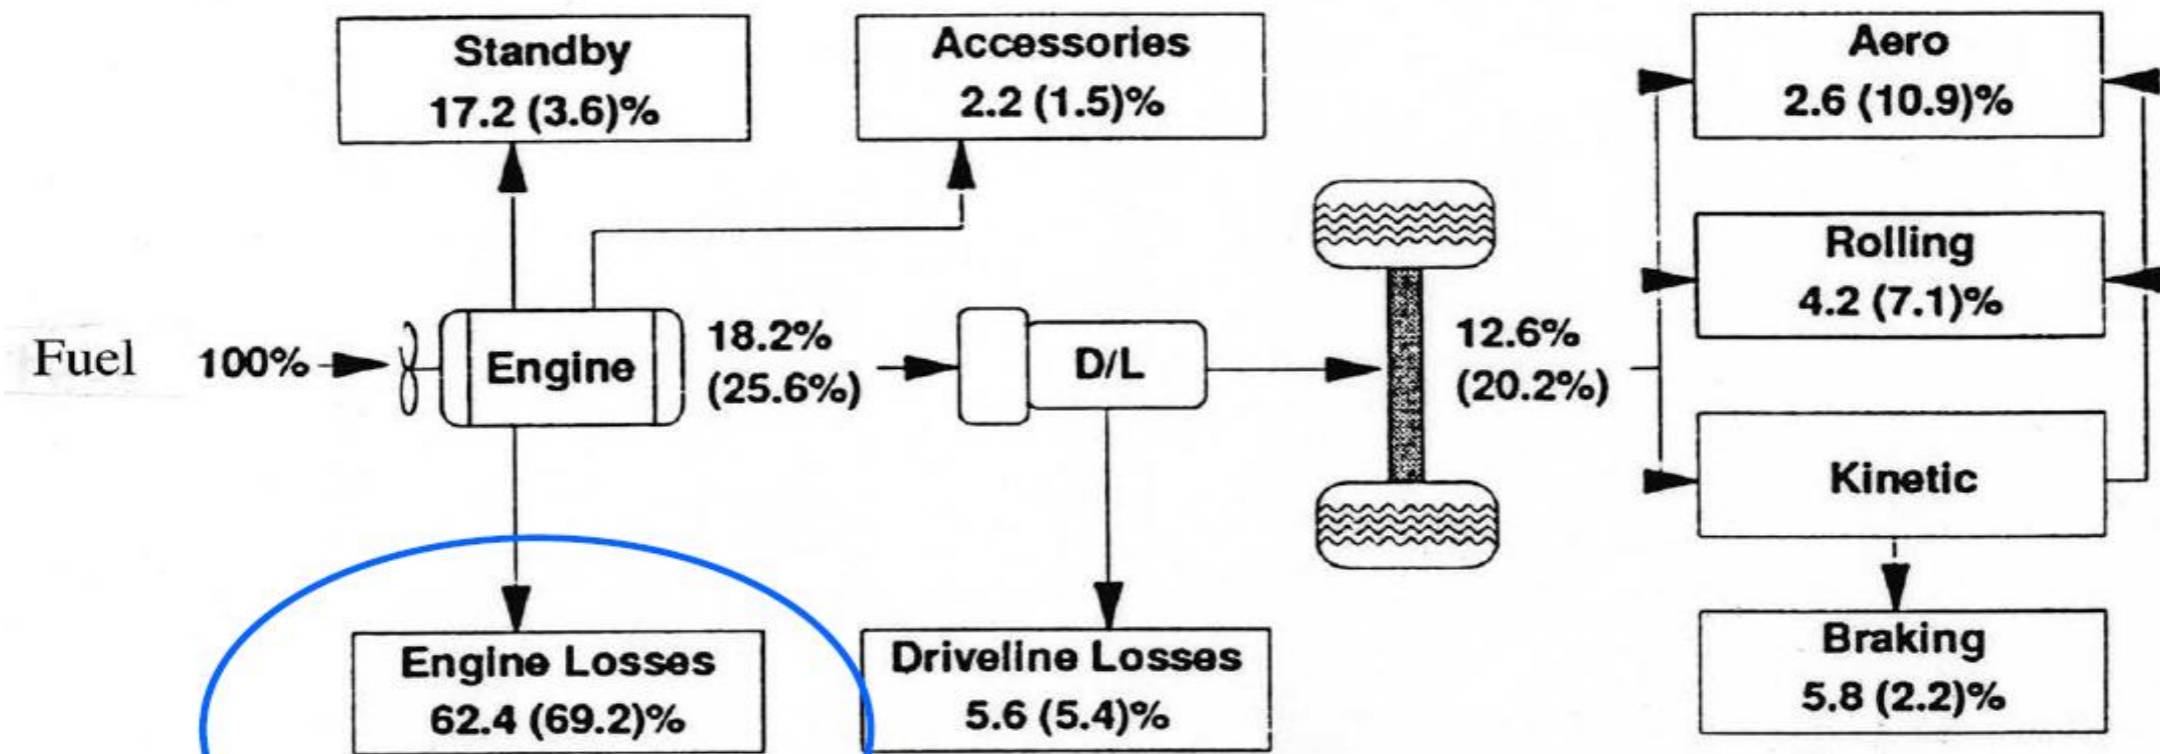 Standby
17.2 (3.6)%
Accessories
2.2 (1.5)%
Aero
2.6 (10.9)%
Rolling
4.2 (7.1)%
Fuel
100%
Engine
18.2%
(25.6%)
D/L
12.6%
(20.2%)
Kinetic
Engine Losses
62.4 (69.2)%
Driveline Losses
5.6 (5.4)%
Braking
5.8 (2.2)%